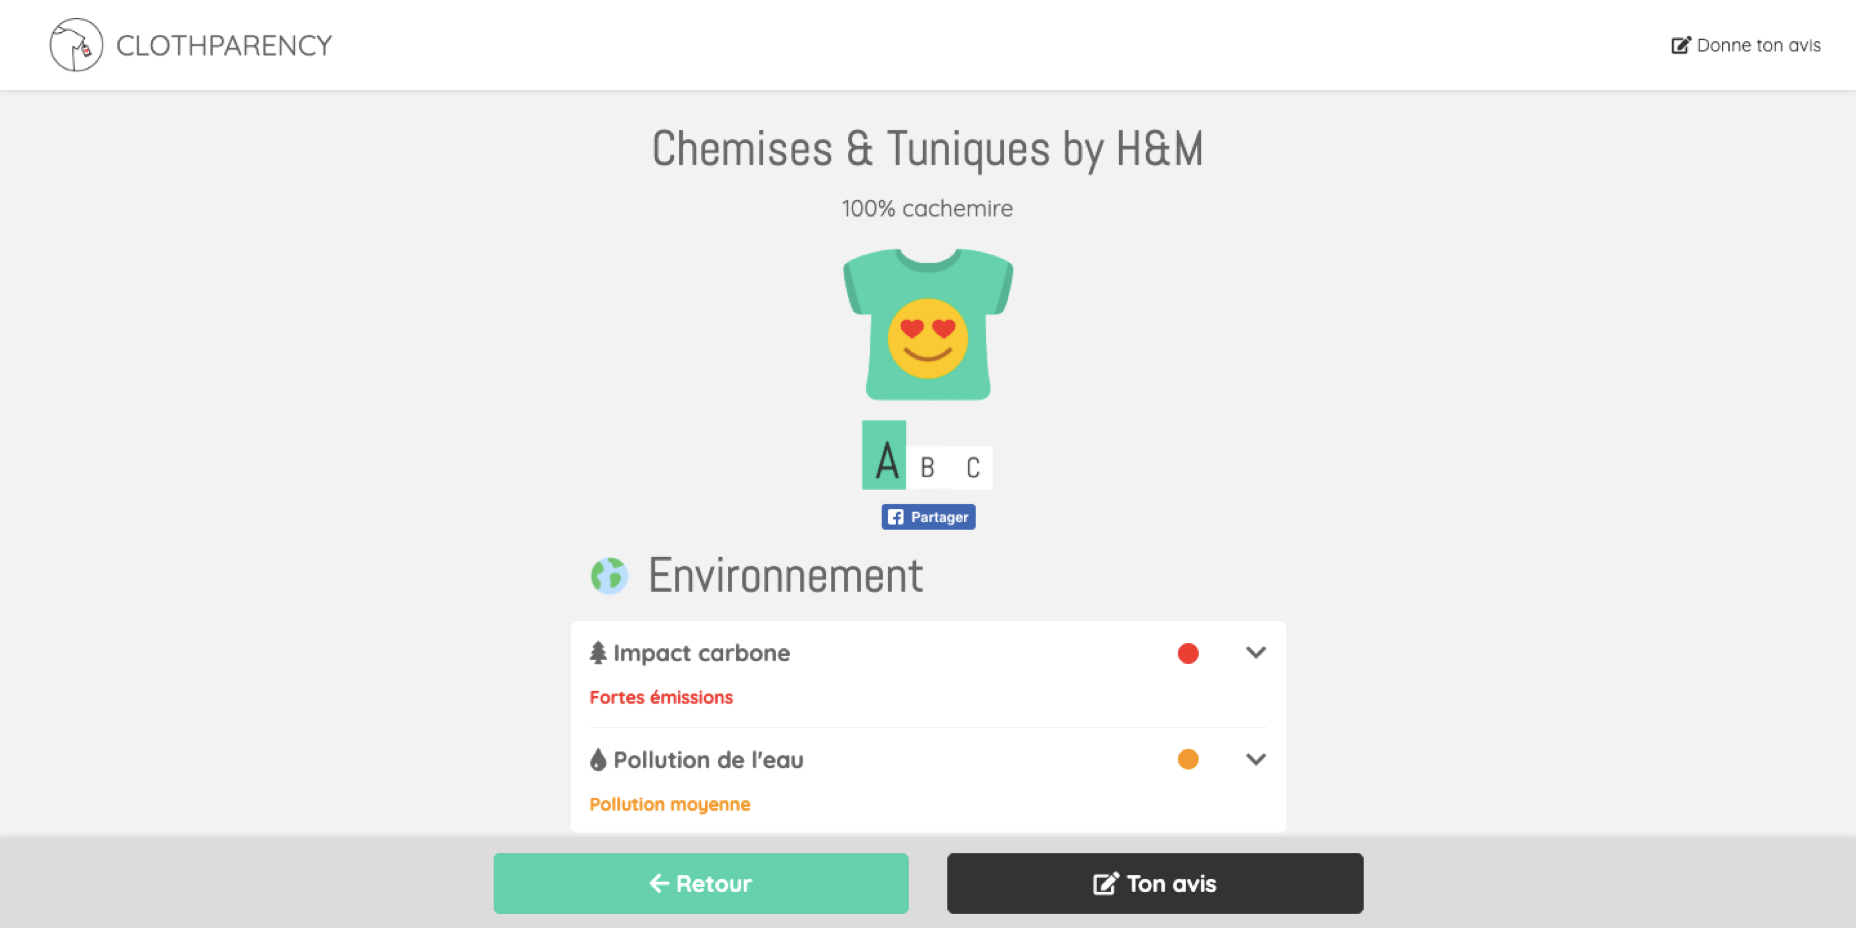 CLOTHPARENCY
Donne ton avis
Chemises & Tuniques by H&M
100% cachemire
A B C
Partager
Environnement
Impact carbone
Fortes émissions
Pollution de l'eau
Pollution moyenne
Retour
Ton avis